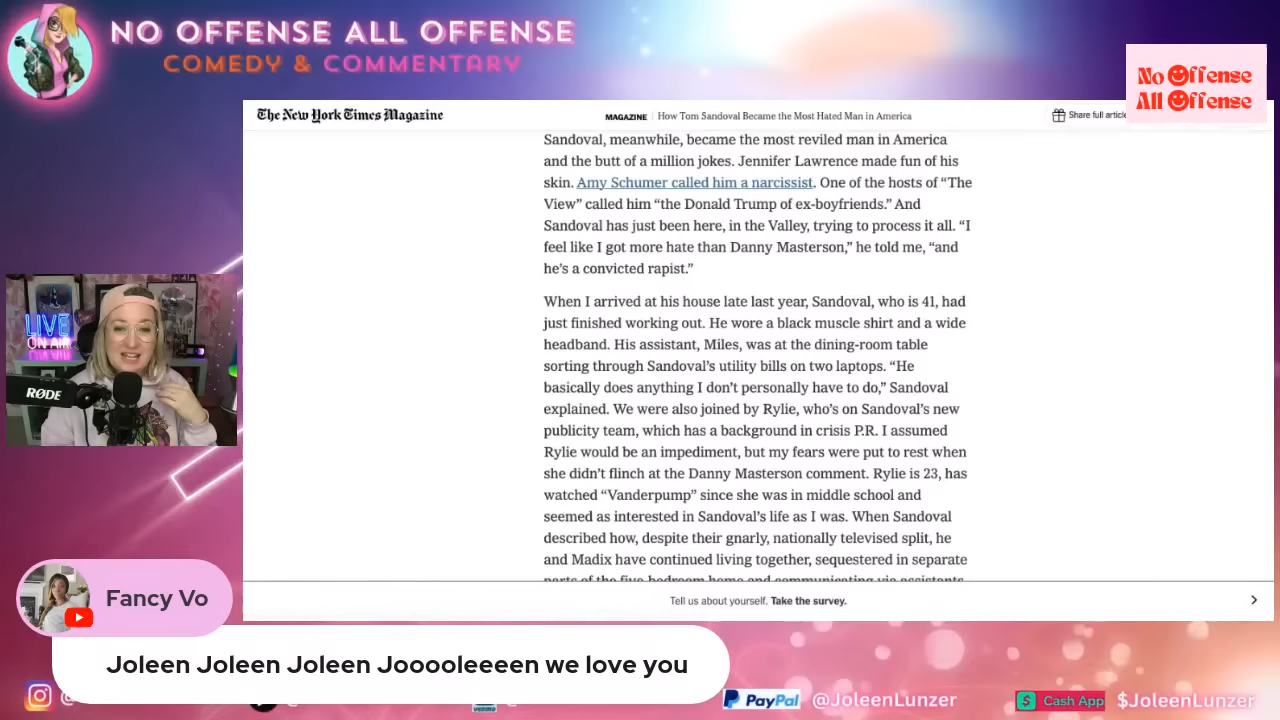 NO OFFENSE ALL OFFENSE
COMEDY & COMMENTARY
No Offense
All Offense
The New York Times Magazine
MAGAZINE | How Tom Sandoval Became the Most Hated Man in America
Share full article
Sandoval, meanwhile, became the most reviled man in America
and the butt of a million jokes. Jennifer Lawrence made fun of his
skin. Amy Schumer called him a narcissist. One of the hosts of “The
View” called him “the Donald Trump of ex-boyfriends.” And
Sandoval has just been here, in the Valley, trying to process it all. “I
feel like I got more hate than Danny Masterson,” he told me, “and
he’s a convicted rapist.”
When I arrived at his house late last year, Sandoval, who is 41, had
just finished working out. He wore a black muscle shirt and a wide
headband. His assistant, Miles, was at the dining-room table
sorting through Sandoval’s utility bills on two laptops. “He
basically does anything I don’t personally have to do,” Sandoval
explained. We were also joined by Rylie, who’s on Sandoval’s new
publicity team, which has a background in crisis P.R. I assumed
Rylie would be an impediment, but my fears were put to rest when
she didn’t flinch at the Danny Masterson comment. Rylie is 23, has
watched “Vanderpump” since she was in middle school and
seemed as interested in Sandoval’s life as I was. When Sandoval
described how, despite their gnarly, nationally televised split, he
and Madix have continued living together, sequestered in separate
parts of the five-bedroom home and communicating via assistants
Tell us about yourself. Take the survey.
LIVE
ON AIR
RØDE
Fancy Vo
Joleen Joleen Joleen Jooooleeeen we love you
@
venmo
PayPal @JoleenLunzer
$ Cash App $JoleenLunzer